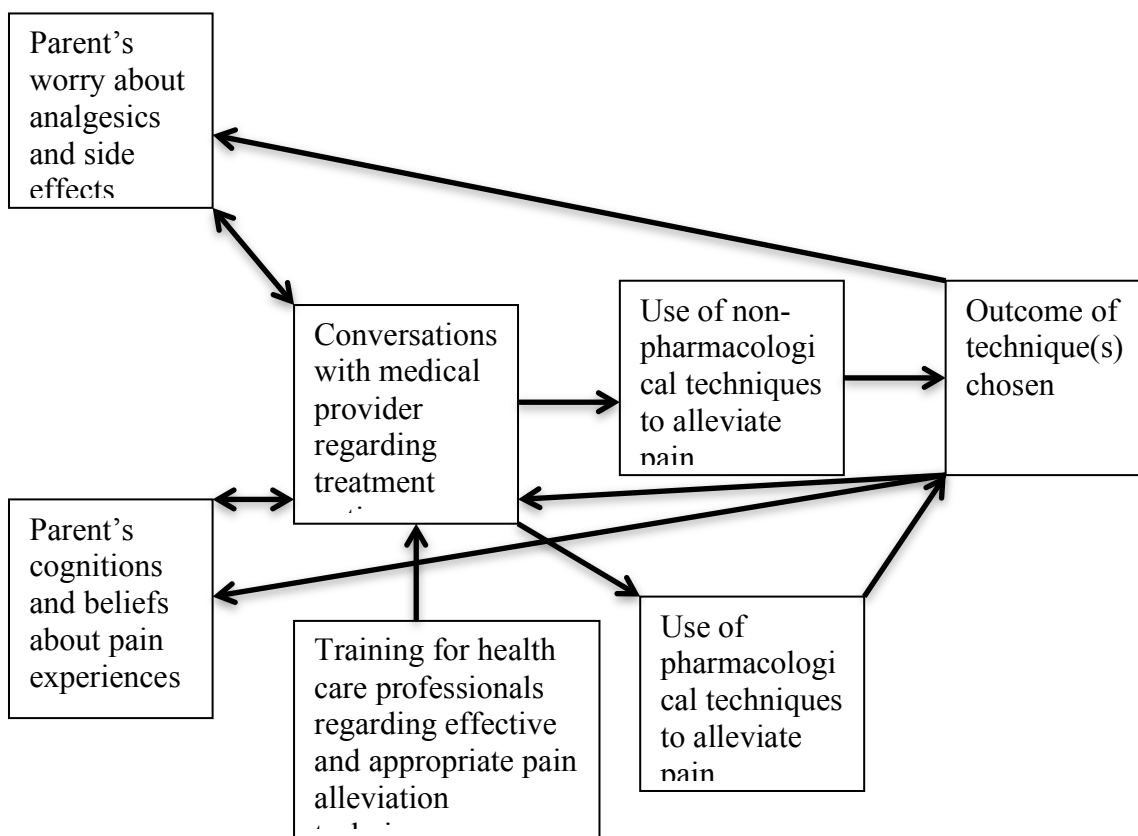 Parent’s
worry about
analgesics
and side
effects
Conversations
with medical
provider
regarding
treatment
Use of non-
pharmacologi
cal techniques
to alleviate
pain
Outcome of
technique(s)
chosen
Parent’s
cognitions
and beliefs
about pain
experiences
Training for health
care professionals
regarding effective
and appropriate pain
alleviation
Use of
pharmacologi
cal techniques
to alleviate
pain